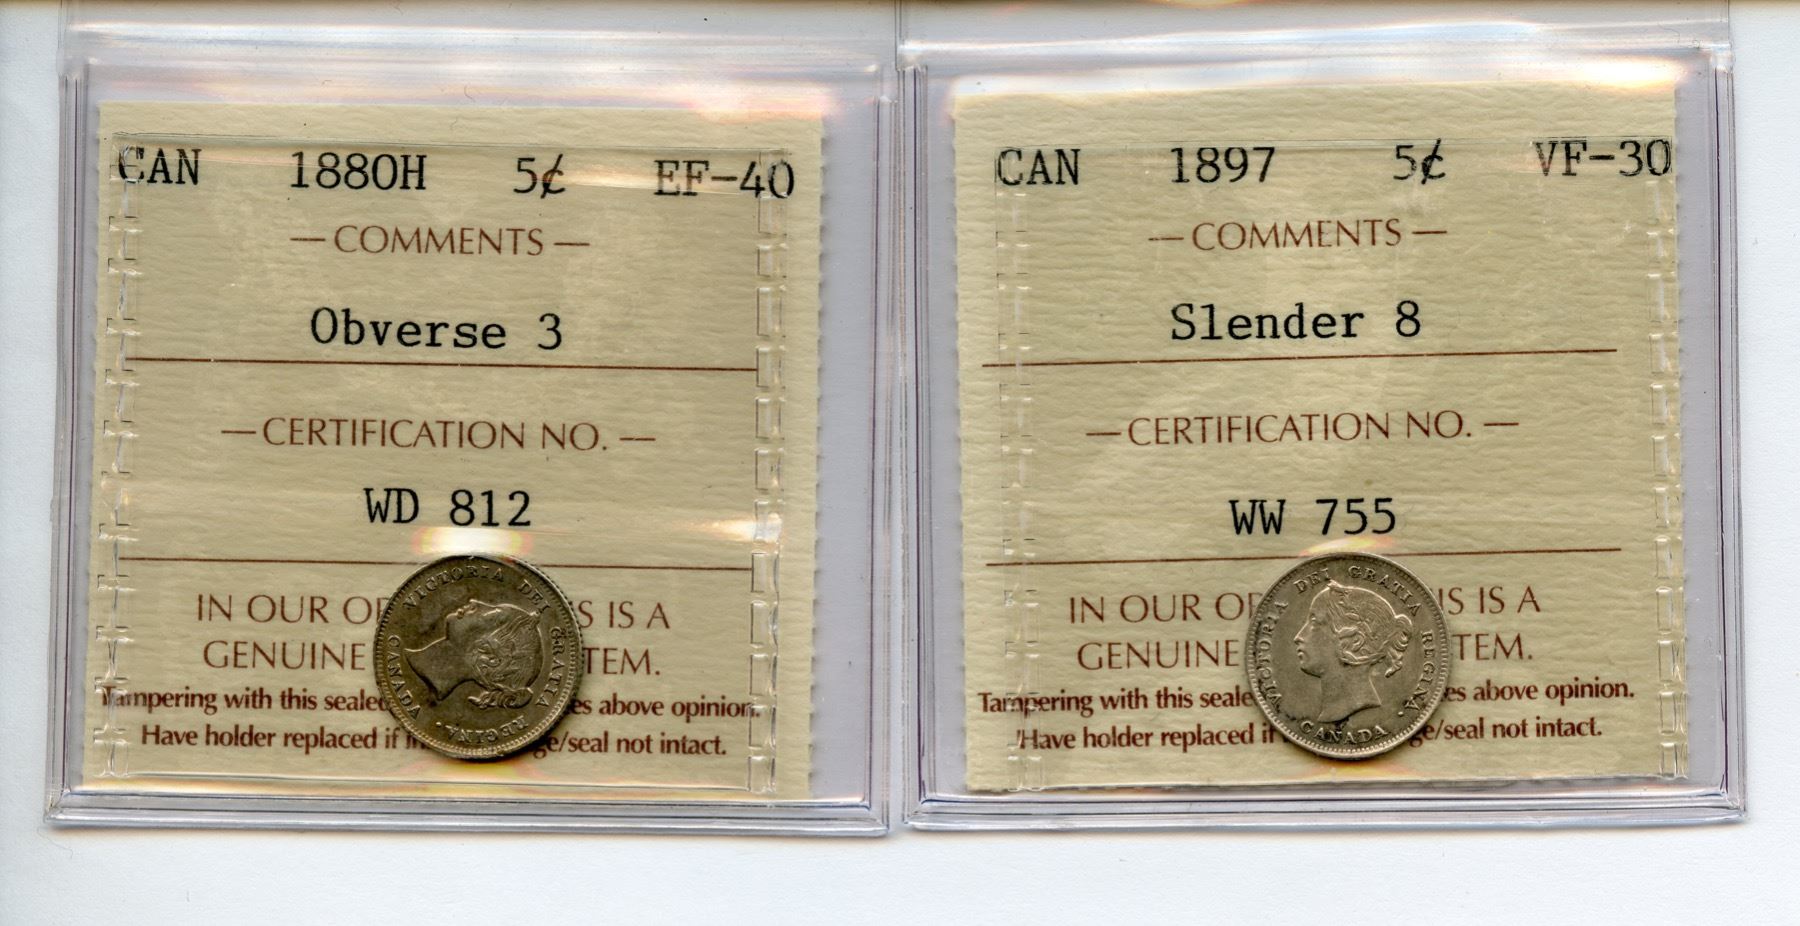 CAN 1880H 5¢ EF-40
— COMMENTS —
Obverse 3
— CERTIFICATION NO. —
WD 812
IN OUR OP S IS A
GENUINE TEM.
Tampering with this sealed es above opinion.
Have holder replaced if in ge/seal not intact.
VICTORIA DEI GRATIA REGINA.
CANADA
CAN 1897 5¢ VF-30
— COMMENTS —
Slender 8
— CERTIFICATION NO. —
WW 755
IN OUR OP IS IS A
GENUINE TEM.
Tampering with this seale es above opinion.
Have holder replaced if ge/seal not intact.
VICTORIA DEI GRATIA REGINA.
CANADA